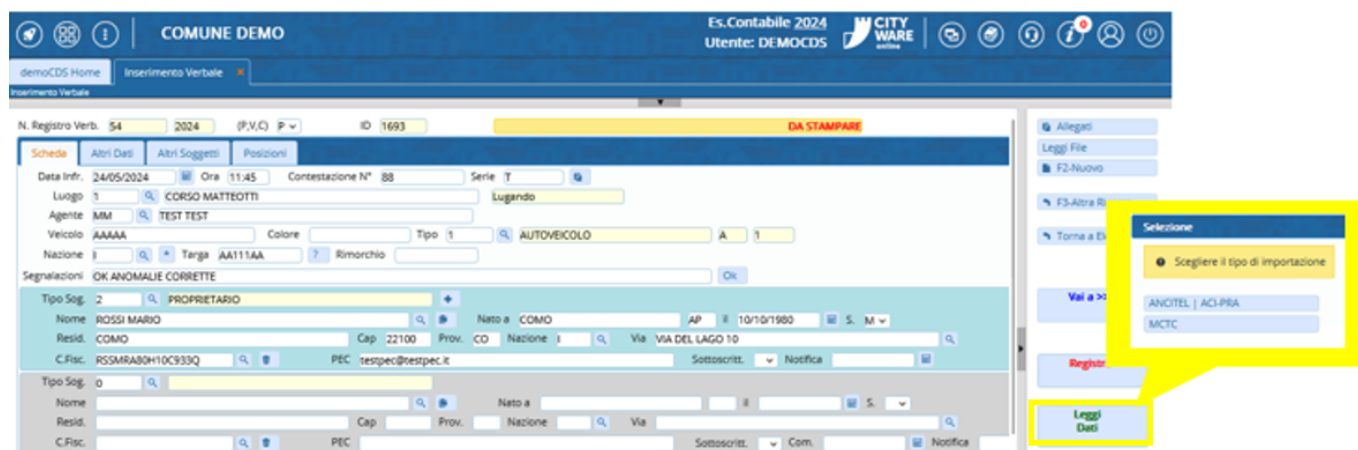 COMUNE DEMO
Es.Contabile 2024
Utente: DEMOCDS
CITY
WARE
online
0
demoCDS Home
Inserimento Verbale
Inserimento Verbale
N. Registro Verb. 54 2024 (P,V,C) P ID 1693 DA STAMPARE
Scheda Altri Dati Altri Soggetti Posizioni
Data Infr. 24/05/2024 Ora 11:45 Contestazione N° 88 Serie T
Luogo 1 CORSO MATTEOTTI Lugando
Agente MM TEST TEST
Veicolo AAAAA Colore Tipo 1 AUTOVEICOLO A 1
Nazione I * Targa AA111AA ? Rimorchio
Segnalazioni OK ANOMALIE CORRETTE Ok
Tipo Sog. 2 PROPRIETARIO +
Nome ROSSI MARIO Nato a COMO AP il 10/10/1980 S. M
Resid. COMO Cap 22100 Prov. CO Nazione I Via VIA DEL LAGO 10
C.Fisc. RSSMRA80H10C933Q PEC testpec@testpec.it Sottoscritt. Notifica
Tipo Sog. 0
Nome Nato a il S.
Resid. Cap Prov. Nazione Via
C.Fisc. PEC Sottoscritt. Com. Notifica
Allegati
Leggi File
F2-Nuovo
F3-Altra
Torna a
Vai a >>
Registr
Leggi
Dati
Selezione
Scegliere il tipo di importazione
ANCITEL | ACI-PRA
MCTC